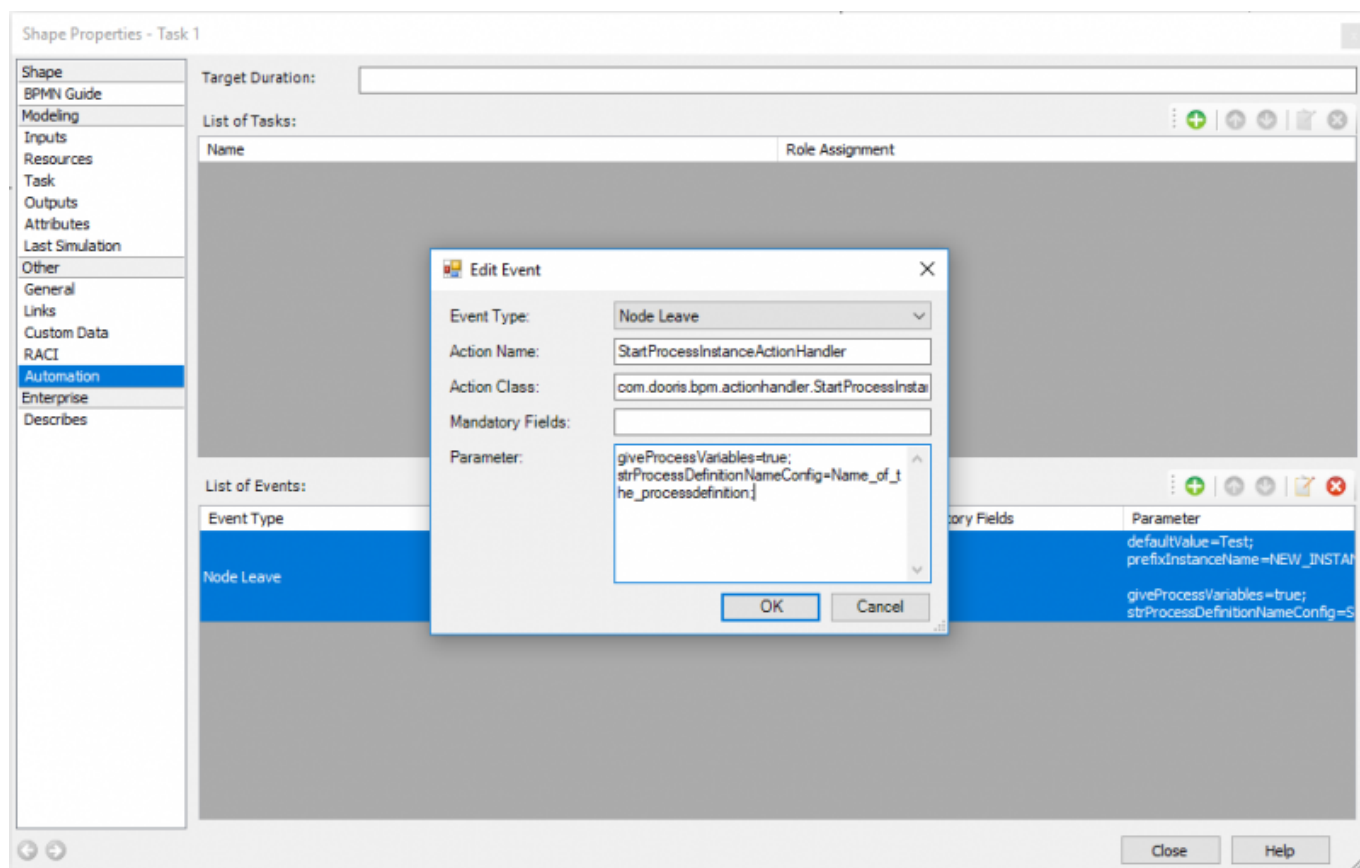 Shape Properties - Task 1
Shape
BPMN Guide
Modeling
Inputs
Resources
Task
Outputs
Attributes
Last Simulation
Other
General
Links
Custom Data
RACI
Automation
Enterprise
Describes
Target Duration:
List of Tasks:
Name Role Assignment
Edit Event
Event Type: Node Leave
Action Name: StartProcessInstanceActionHandler
Action Class: com.dooris.bpm.actionhandler.StartProcessInsta
Mandatory Fields:
Parameter: giveProcessVariables=true;
strProcessDefinitionNameConfig=Name_of_t
he_processdefinition;
OK Cancel
List of Events:
Event Type tory Fields Parameter
Node Leave
defaultValue=Test;
prefixInstanceName=NEW_INSTAN
giveProcessVariables=true;
strProcessDefinitionNameConfig=S
Close Help